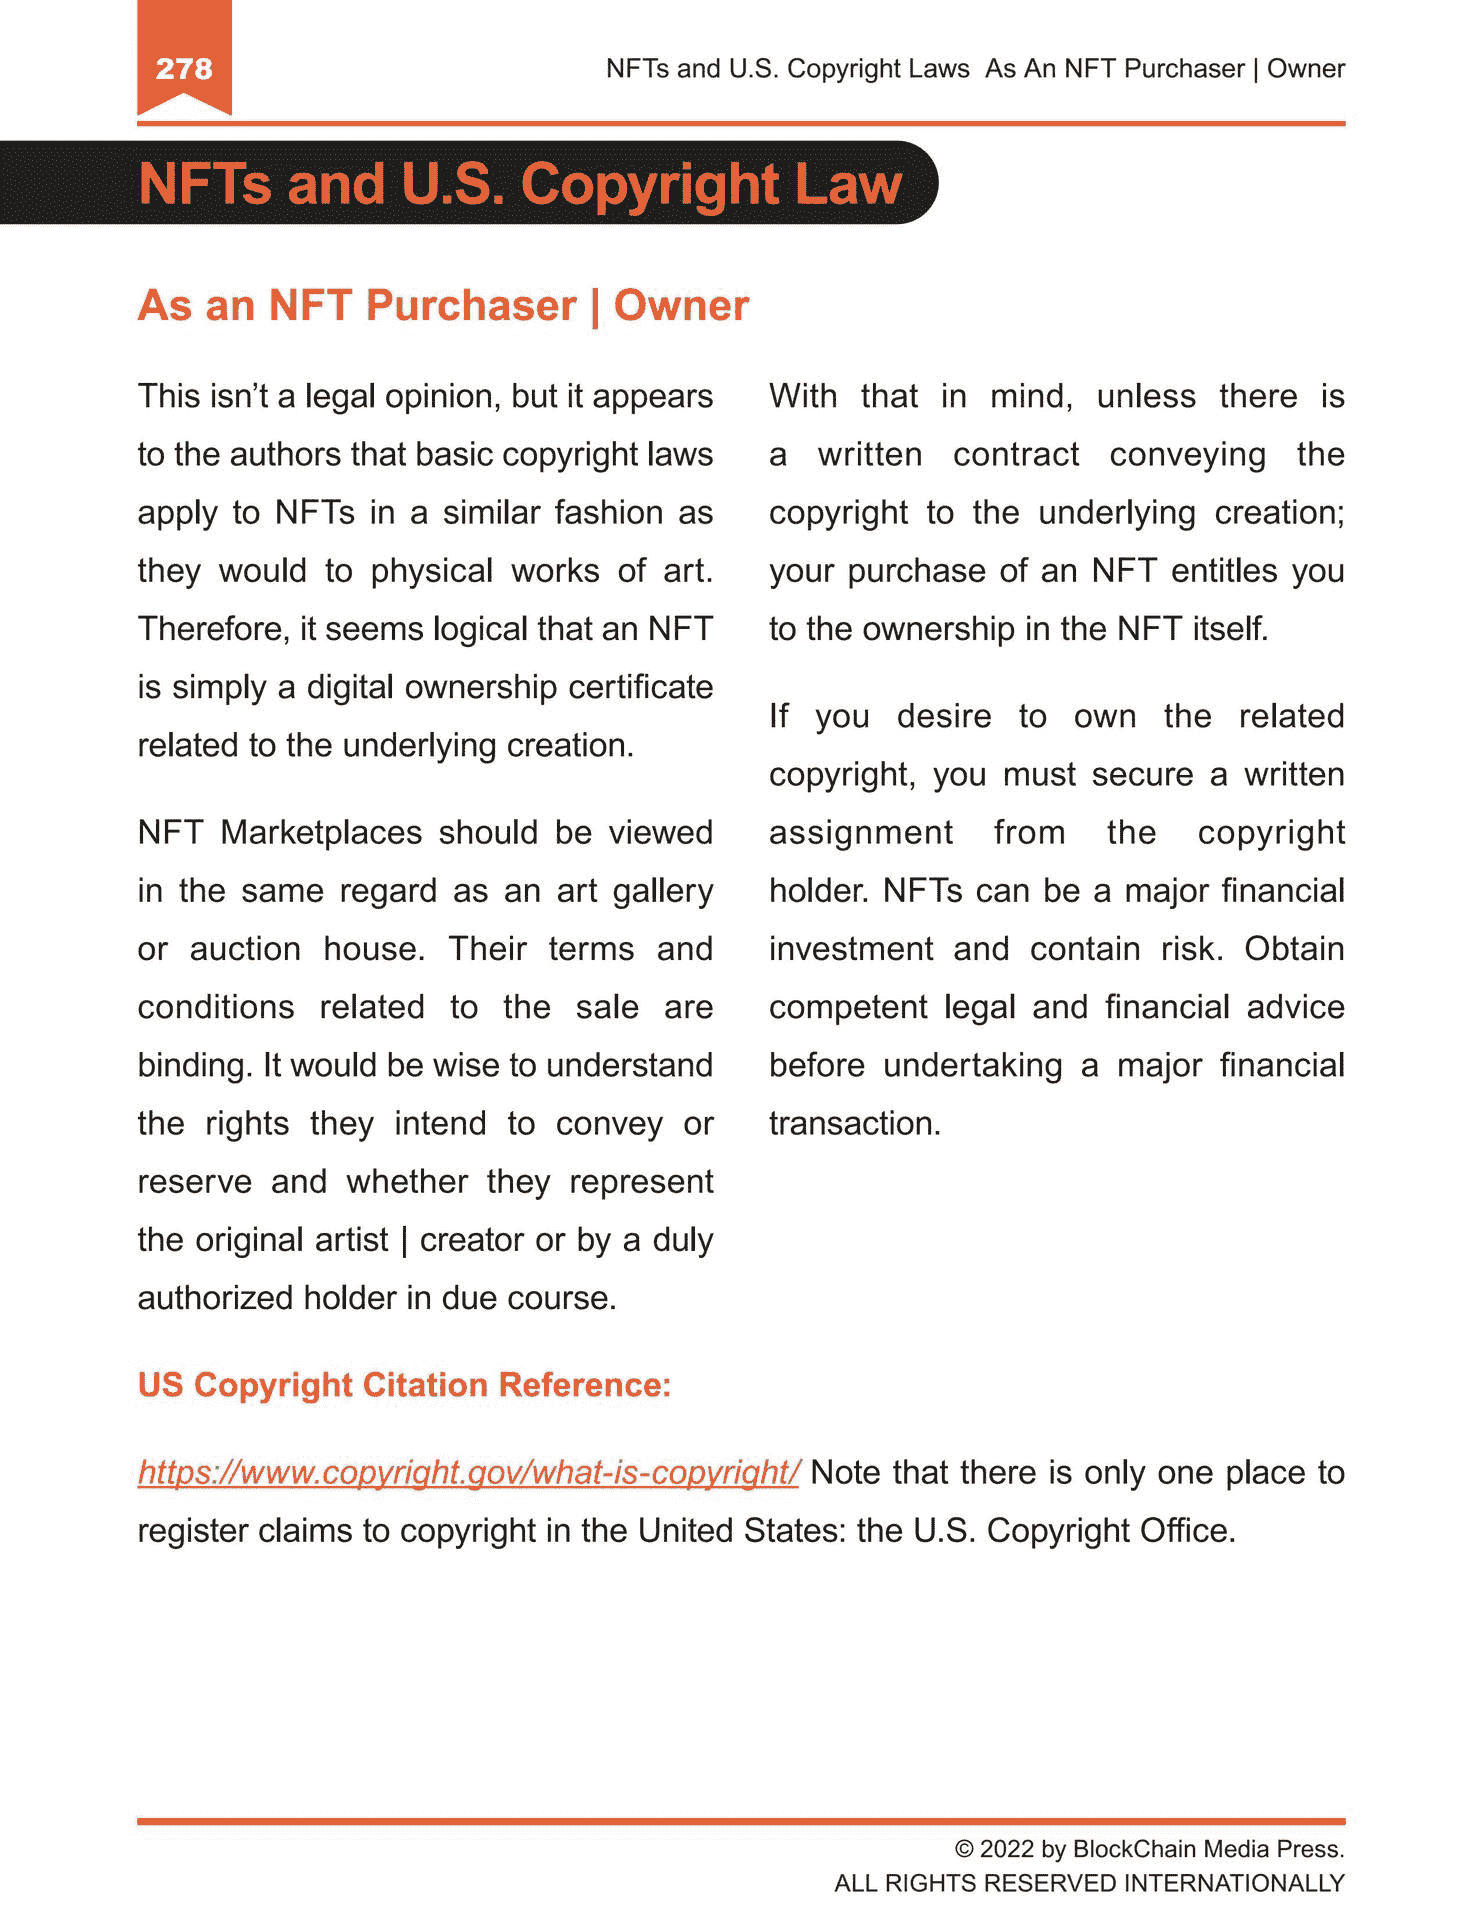 278
NFTs and U.S. Copyright Laws  As An NFT Purchaser | Owner
NFTs and U.S. Copyright Law
As an NFT Purchaser | Owner
This isn’t a legal opinion, but it appears
to the authors that basic copyright laws
apply to NFTs in a similar fashion as
they would to physical works of art.
Therefore, it seems logical that an NFT
is simply a digital ownership certificate
related to the underlying creation.
NFT Marketplaces should be viewed
in the same regard as an art gallery
or auction house. Their terms and
conditions related to the sale are
binding. It would be wise to understand
the rights they intend to convey or
reserve and whether they represent
the original artist | creator or by a duly
authorized holder in due course.
With that in mind, unless there is
a written contract conveying the
copyright to the underlying creation;
your purchase of an NFT entitles you
to the ownership in the NFT itself.
If you desire to own the related
copyright, you must secure a written
assignment from the copyright
holder. NFTs can be a major financial
investment and contain risk. Obtain
competent legal and financial advice
before undertaking a major financial
transaction.
US Copyright Citation Reference:
https://www.copyright.gov/what-is-copyright/ Note that there is only one place to
register claims to copyright in the United States: the U.S. Copyright Office.
© 2022 by BlockChain Media Press.
ALL RIGHTS RESERVED INTERNATIONALLY